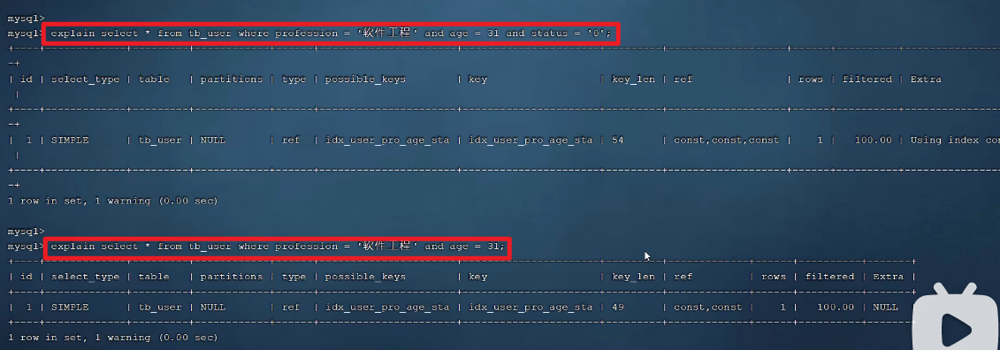 mysql>
mysql> explain select * from tb_user where profession = '软件工程' and age = 31 and status = '0';
+----+-------------+---------+------------+------+----------------------+----------------------+---------+-------------------+------+----------+-----------
-+
| id | select_type | table | partitions | type | possible_keys | key | key_len | ref | rows | filtered | Extra
|
+----+-------------+---------+------------+------+----------------------+----------------------+---------+-------------------+------+----------+-----------
-+
| 1 | SIMPLE | tb_user | NULL | ref | idx_user_pro_age_sta | idx_user_pro_age_sta | 54 | const,const,const | 1 | 100.00 | Using index con
|
+----+-------------+---------+------------+------+----------------------+----------------------+---------+-------------------+------+----------+-----------
-+
1 row in set, 1 warning (0.00 sec)
mysql>
mysql> explain select * from tb_user where profession = '软件工程' and age = 31;
+----+-------------+---------+------------+------+----------------------+----------------------+---------+-------------+------+----------+-------+
| id | select_type | table | partitions | type | possible_keys | key | key_len | ref | rows | filtered | Extra |
+----+-------------+---------+------------+------+----------------------+----------------------+---------+-------------+------+----------+-------+
| 1 | SIMPLE | tb_user | NULL | ref | idx_user_pro_age_sta | idx_user_pro_age_sta | 49 | const,const | 1 | 100.00 | NULL
+----+-------------+---------+------------+------+----------------------+----------------------+---------+-------------+------+----------+-------+
1 row in set, 1 warning (0.00 sec)